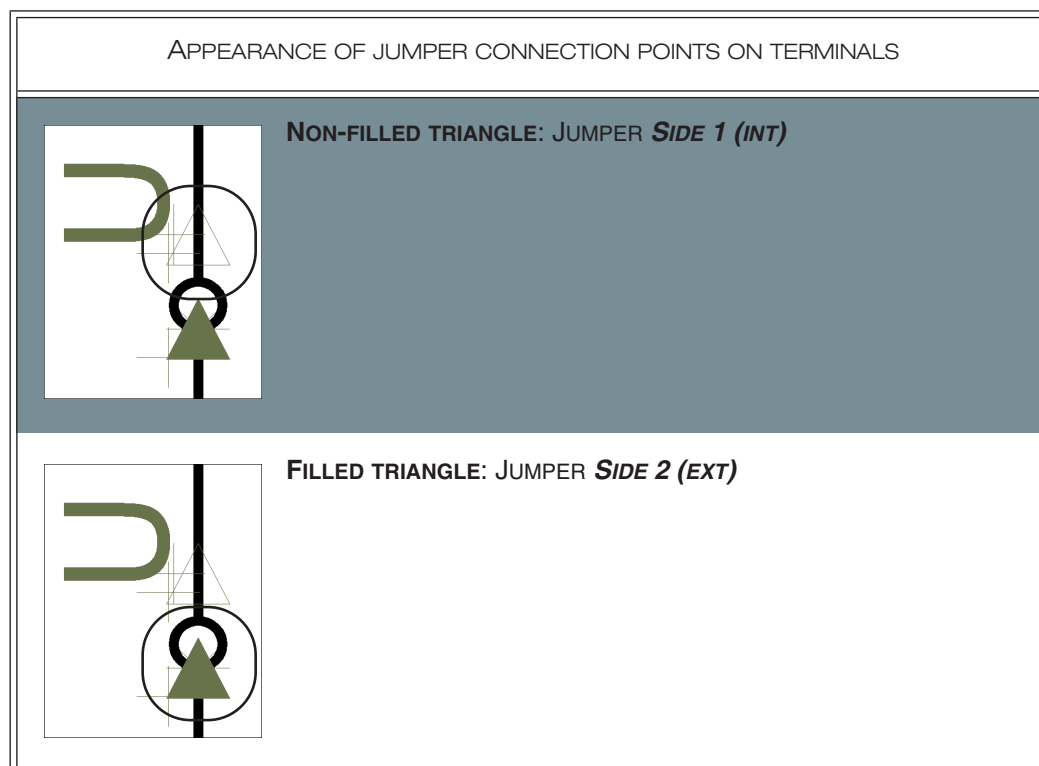 APPEARANCE OF JUMPER CONNECTION POINTS ON TERMINALS
NON-FILLED TRIANGLE: JUMPER SIDE 1 (INT)
FILLED TRIANGLE: JUMPER SIDE 2 (EXT)